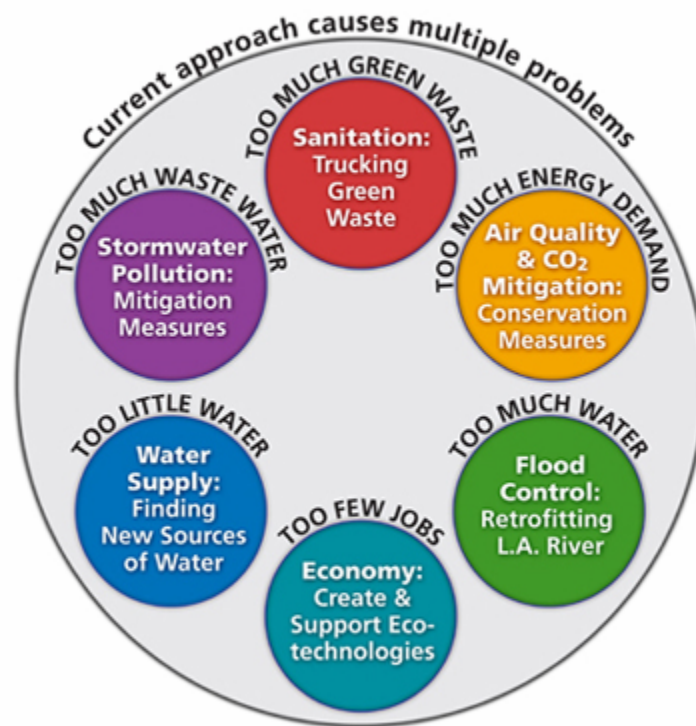 Current approach causes multiple problems
TOO MUCH GREEN WASTE
Sanitation:
Trucking
Green
Waste
TOO MUCH ENERGY DEMAND
Air Quality
& CO₂
Mitigation:
Conservation
Measures
TOO MUCH WATER
Flood
Control:
Retrofitting
L.A. River
TOO FEW JOBS
Economy:
Create &
Support Eco-
technologies
TOO LITTLE WATER
Water
Supply:
Finding
New Sources
of Water
TOO MUCH WASTE WATER
Stormwater
Pollution:
Mitigation
Measures